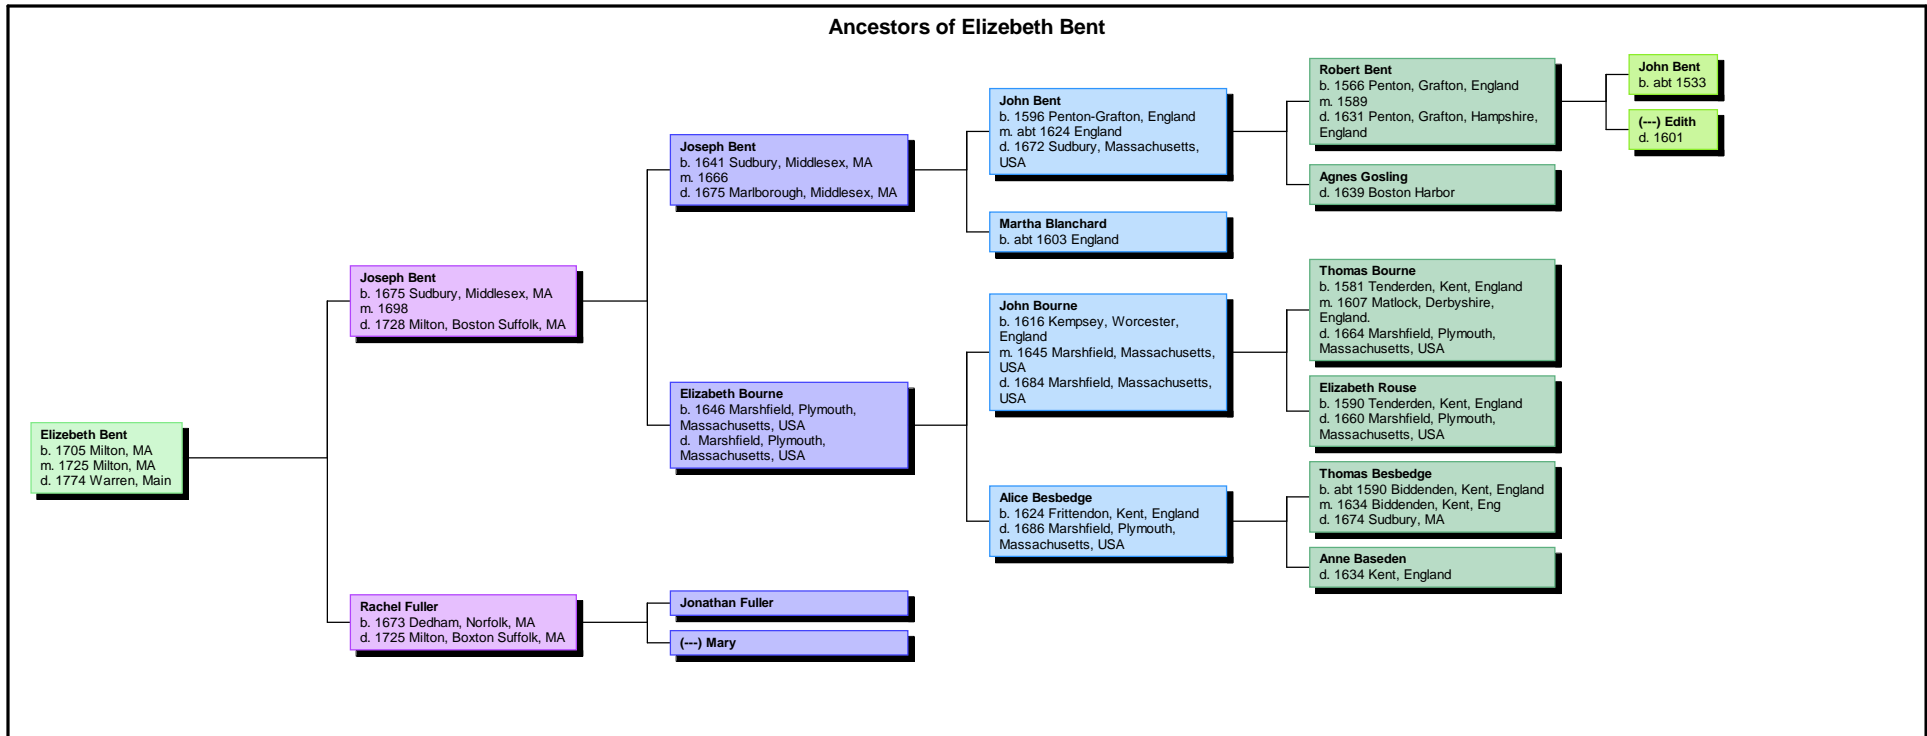 Ancestors of Elizebeth Bent
Elizebeth Bent
b. 1705 Milton, MA
m. 1725 Milton, MA
d. 1774 Warren, Main
Joseph Bent
b. 1675 Sudbury, Middlesex, MA
m. 1698
d. 1728 Milton, Boston Suffolk, MA
Rachel Fuller
b. 1673 Dedham, Norfolk, MA
d. 1725 Milton, Boxton Suffolk, MA
Joseph Bent
b. 1641 Sudbury, Middlesex, MA
m. 1666
d. 1675 Marlborough, Middlesex, MA
Elizabeth Bourne
b. 1646 Marshfield, Plymouth,
Massachusetts, USA
d.  Marshfield, Plymouth,
Massachusetts, USA
Jonathan Fuller
(---) Mary
John Bent
b. 1596 Penton-Grafton, England
m. abt 1624 England
d. 1672 Sudbury, Massachusetts,
USA
Martha Blanchard
b. abt 1603 England
John Bourne
b. 1616 Kempsey, Worcester,
England
m. 1645 Marshfield, Massachusetts,
USA
d. 1684 Marshfield, Massachusetts,
USA
Alice Besbedge
b. 1624 Frittendon, Kent, England
d. 1686 Marshfield, Plymouth,
Massachusetts, USA
Robert Bent
b. 1566 Penton, Grafton, England
m. 1589
d. 1631 Penton, Grafton, Hampshire,
England
Agnes Gosling
d. 1639 Boston Harbor
Thomas Bourne
b. 1581 Tenderden, Kent, England
m. 1607 Matlock, Derbyshire,
England.
d. 1664 Marshfield, Plymouth,
Massachusetts, USA
Elizabeth Rouse
b. 1590 Tenderden, Kent, England
d. 1660 Marshfield, Plymouth,
Massachusetts, USA
Thomas Besbedge
b. abt 1590 Biddenden, Kent, England
m. 1634 Biddenden, Kent, Eng
d. 1674 Sudbury, MA
Anne Baseden
d. 1634 Kent, England
John Bent
b. abt 1533
(---) Edith
d. 1601